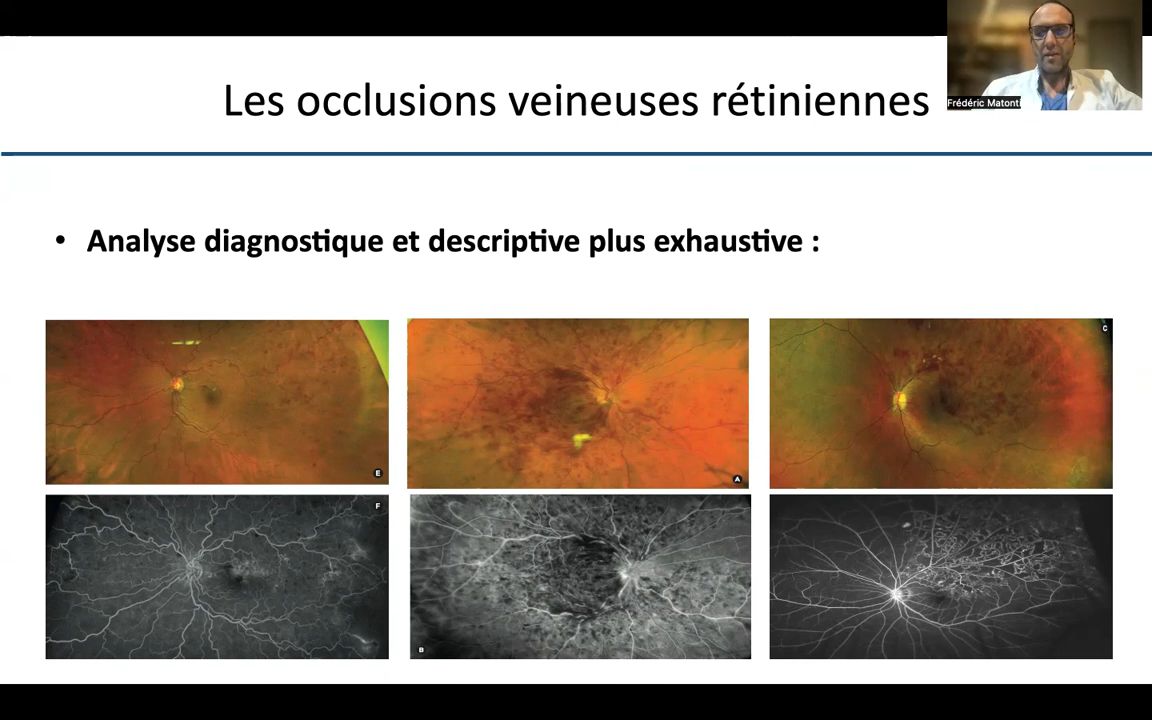 Les occlusions veineuses rétiniennes
Frédéric Matonti
• Analyse diagnostique et descriptive plus exhaustive :
E
A
C
F
B